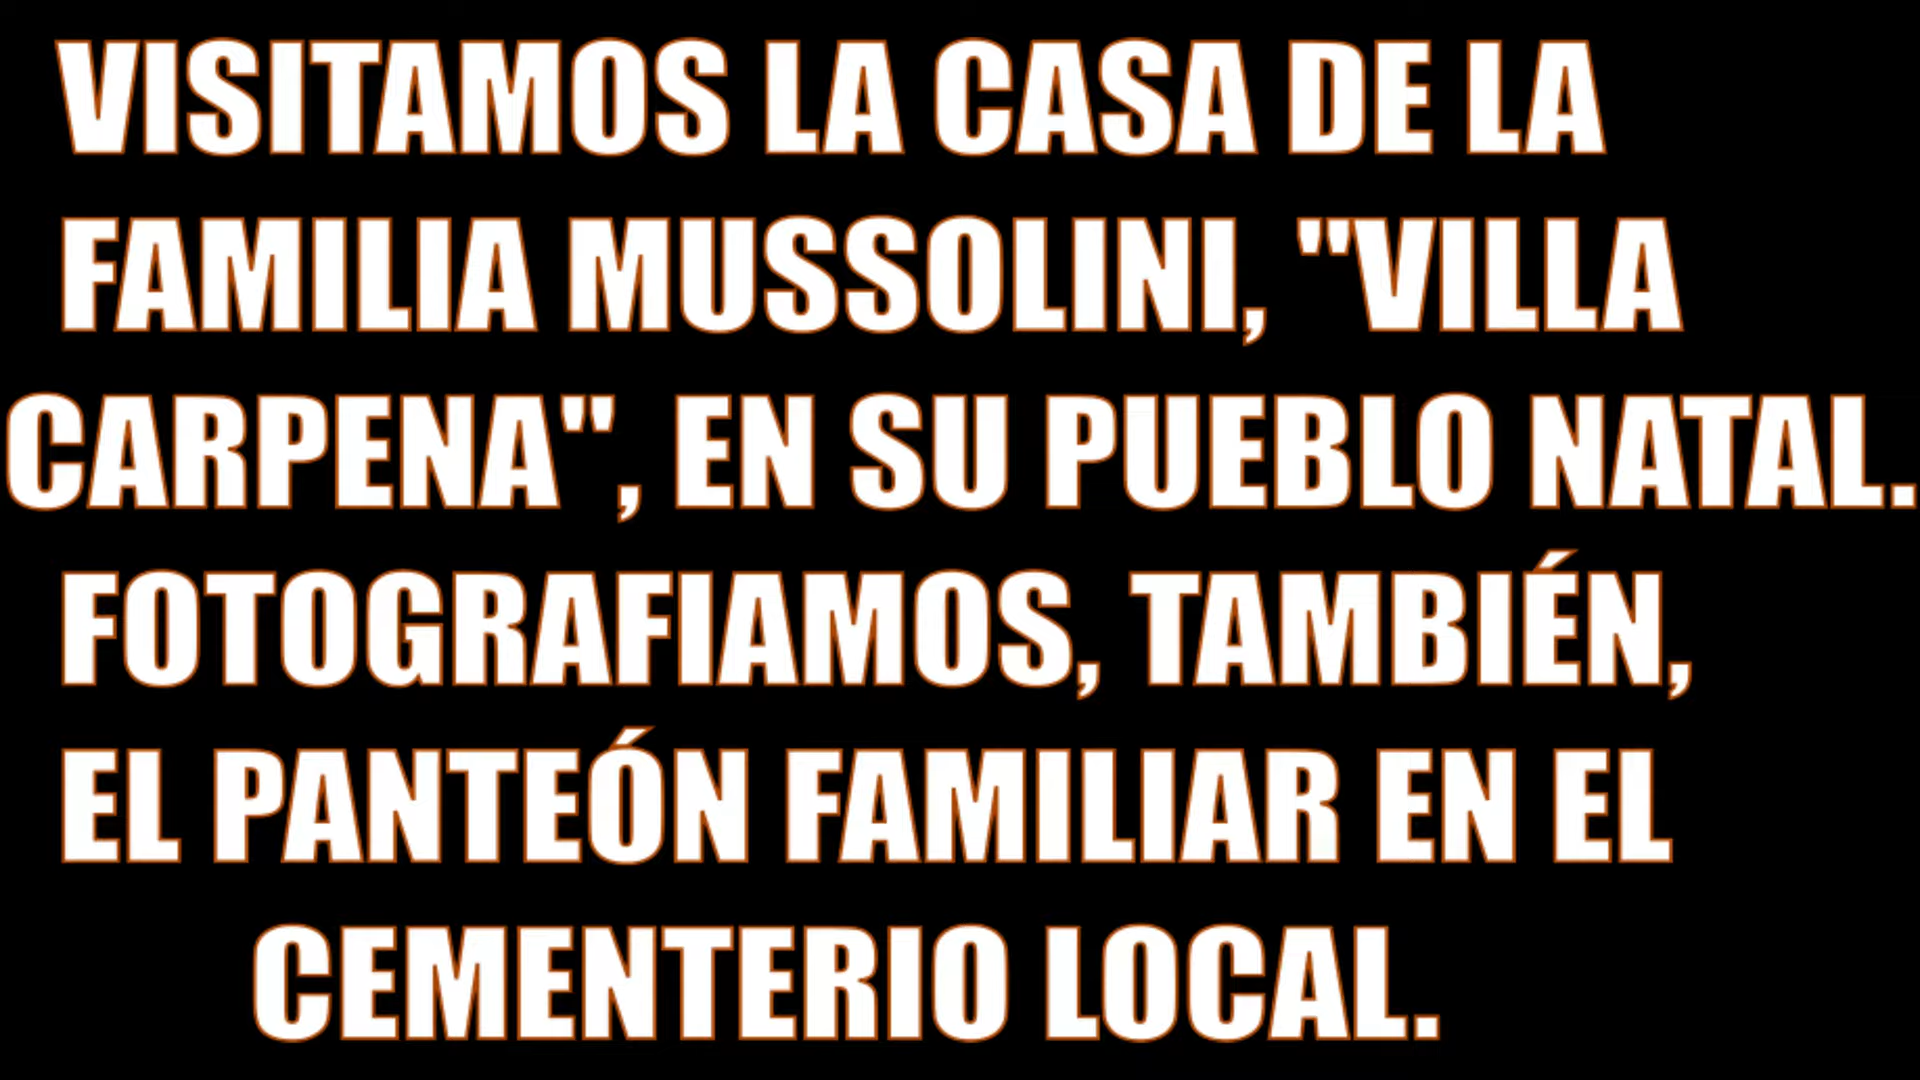 VISITAMOS LA CASA DE LA
FAMILIA MUSSOLINI, "VILLA
CARPENA", EN SU PUEBLO NATAL.
FOTOGRAFIAMOS, TAMBIÉN,
EL PANTEÓN FAMILIAR EN EL
CEMENTERIO LOCAL.